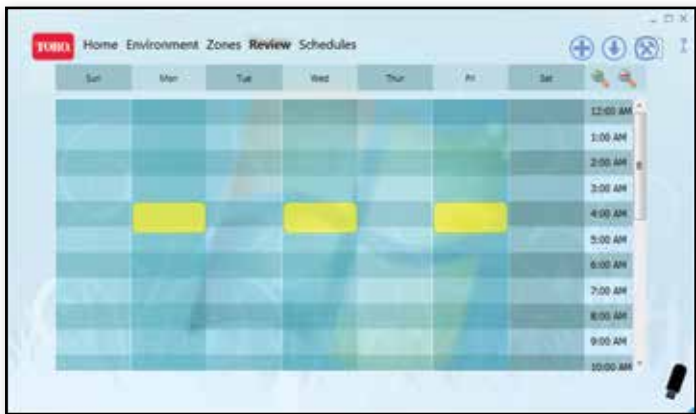 TORO Home Environment Zones Review Schedules
Sun Mon Tue Wed Thur Fri Sat
12:00 AM
1:00 AM
2:00 AM
3:00 AM
4:00 AM
5:00 AM
6:00 AM
7:00 AM
8:00 AM
9:00 AM
10:00 AM